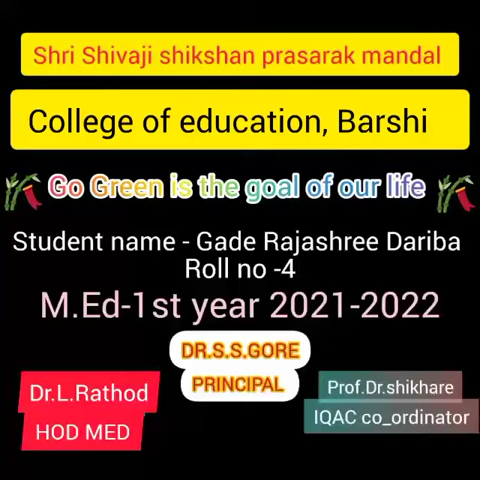 Shri Shivaji shikshan prasarak mandal
College of education, Barshi
Go Green is the goal of our life
Student name - Gade Rajashree Dariba
Roll no -4
M.Ed-1st year 2021-2022
DR.S.S.GORE
PRINCIPAL
Dr.L.Rathod
HOD MED
Prof.Dr.shikhare
IQAC co_ordinator